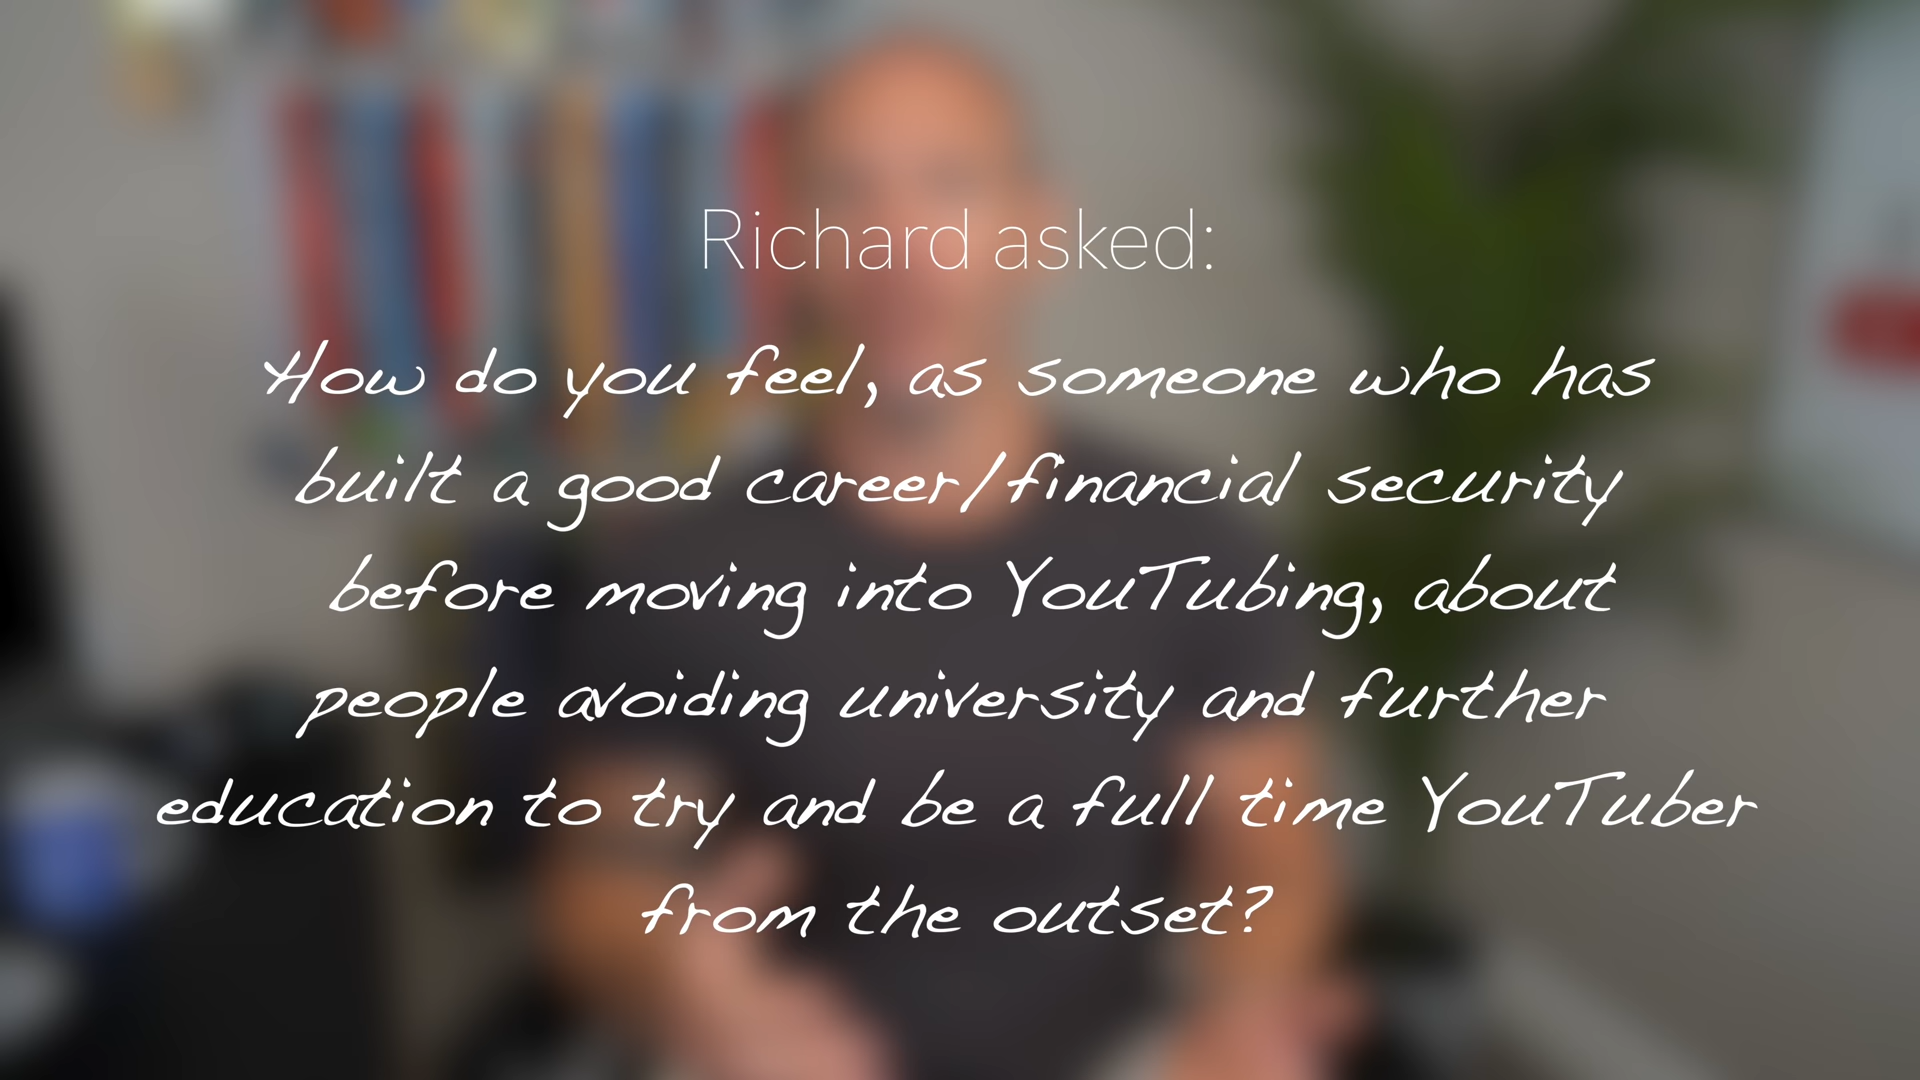 Richard asked:
How do you feel, as someone who has
built a good career/financial security
before moving into YouTubing, about
people avoiding university and further
education to try and be a full time YouTuber
from the outset?